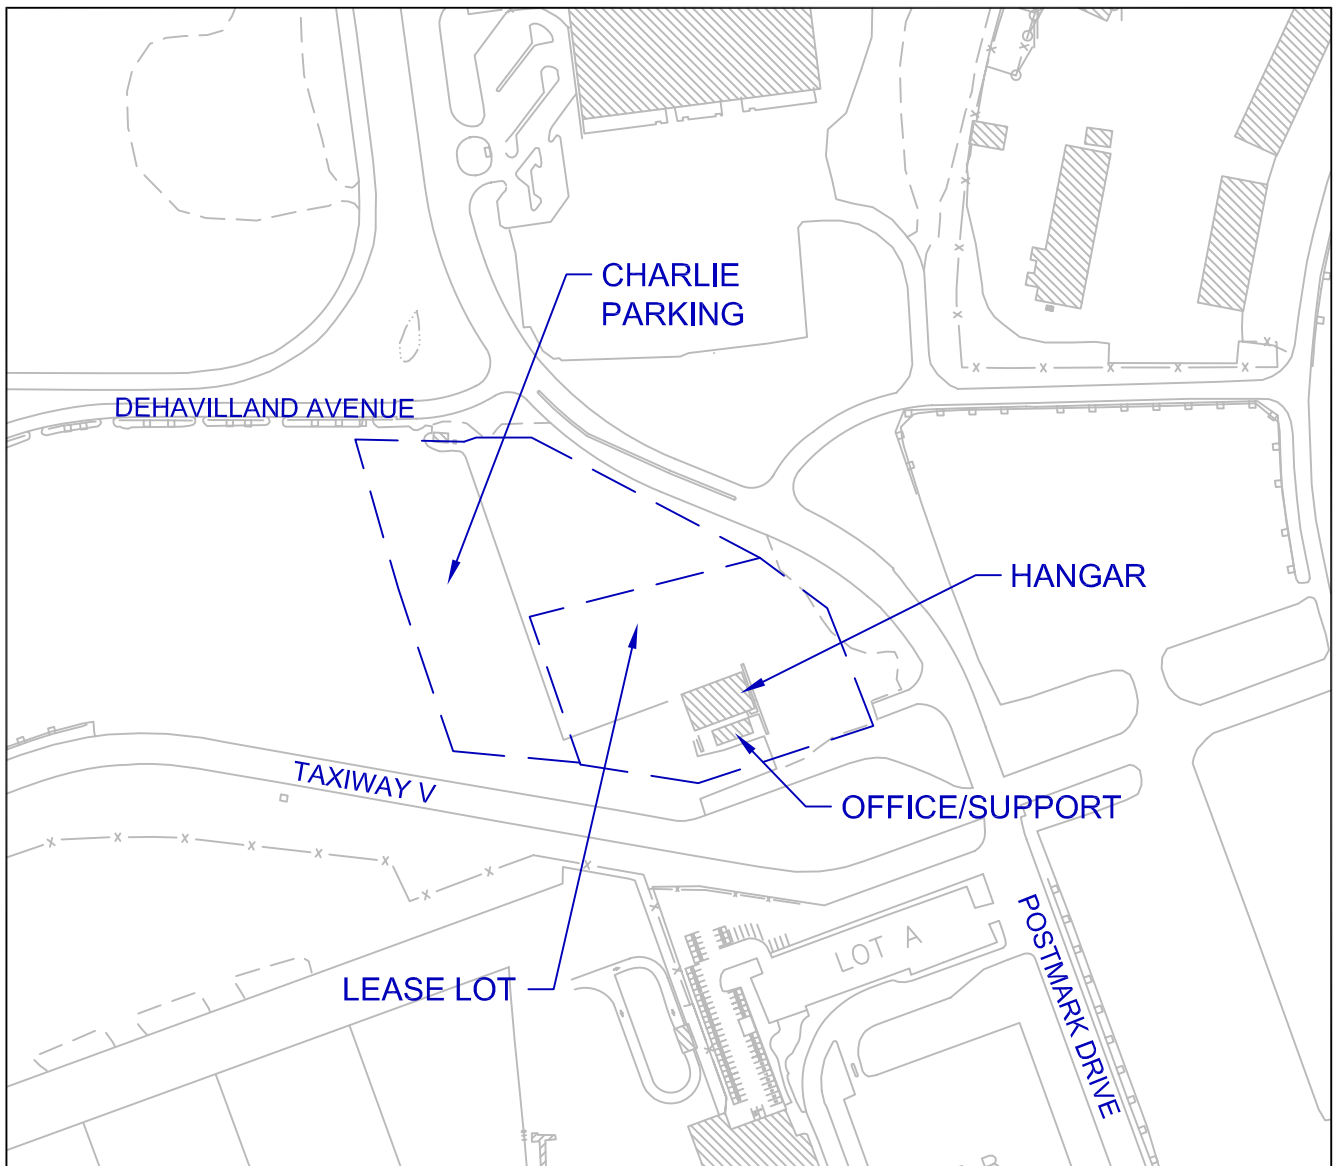 CHARLIE
PARKING
DEHAVILLAND AVENUE
HANGAR
TAXIWAY V
OFFICE/SUPPORT
LOT A
LEASE LOT
POSTMARK DRIVE